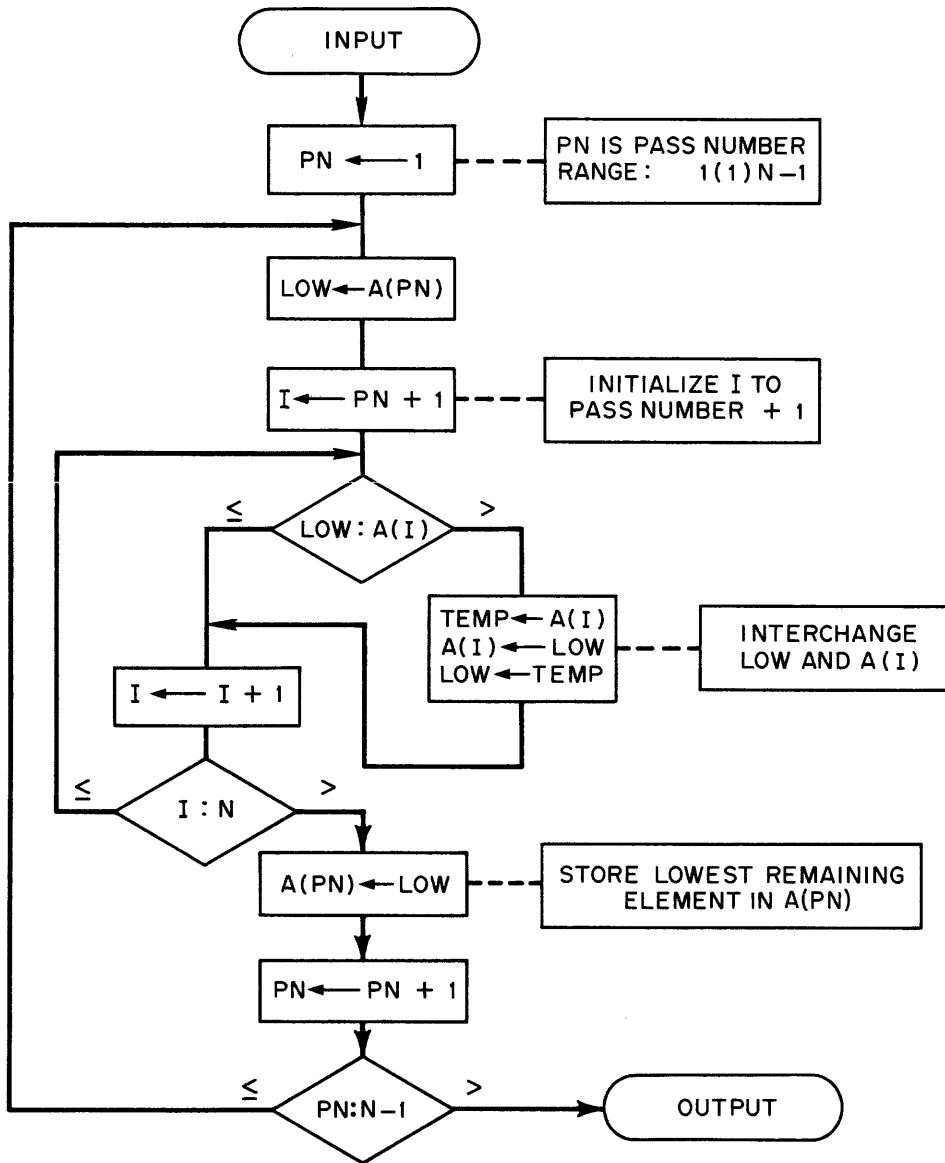 INPUT
PN ← 1
PN IS PASS NUMBER
RANGE: 1(1)N-1
LOW ← A(PN)
I ← PN + 1
INITIALIZE I TO
PASS NUMBER + 1
≤
LOW : A(I)
>
TEMP ← A(I)
A(I) ← LOW
LOW ← TEMP
INTERCHANGE
LOW AND A(I)
I ← I + 1
≤
I : N
>
A(PN) ← LOW
STORE LOWEST REMAINING
ELEMENT IN A(PN)
PN ← PN + 1
≤
PN:N-1
>
OUTPUT